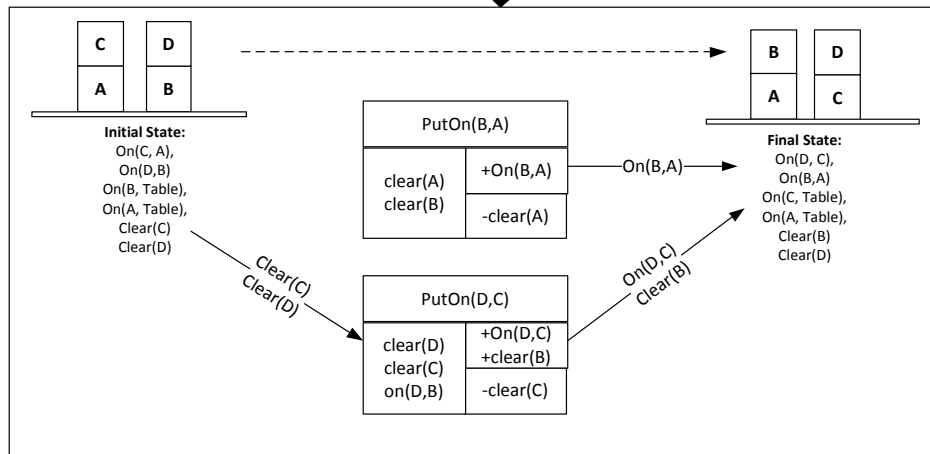 C
D
A
B
Initial State:
On(C, A),
On(D,B)
On(B, Table),
On(A, Table),
Clear(C)
Clear(D)
Clear(C)
Clear(D)
PutOn(B,A)
clear(A)
clear(B)
+On(B,A)
-clear(A)
On(B,A)
PutOn(D,C)
clear(D)
clear(C)
on(D,B)
+On(D,C)
+clear(B)
-clear(C)
On(D,C)
Clear(B)
B
D
A
C
Final State:
On(D, C),
On(B,A)
On(C, Table),
On(A, Table),
Clear(B)
Clear(D)